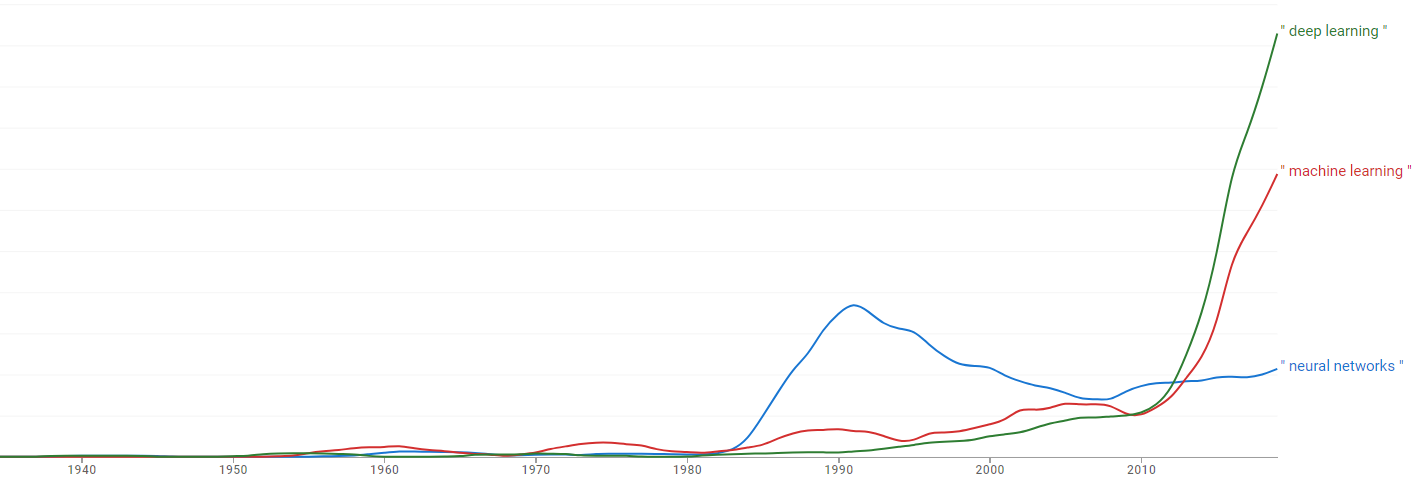 " deep learning "
" machine learning "
" neural networks "
1940 1950 1960 1970 1980 1990 2000 2010